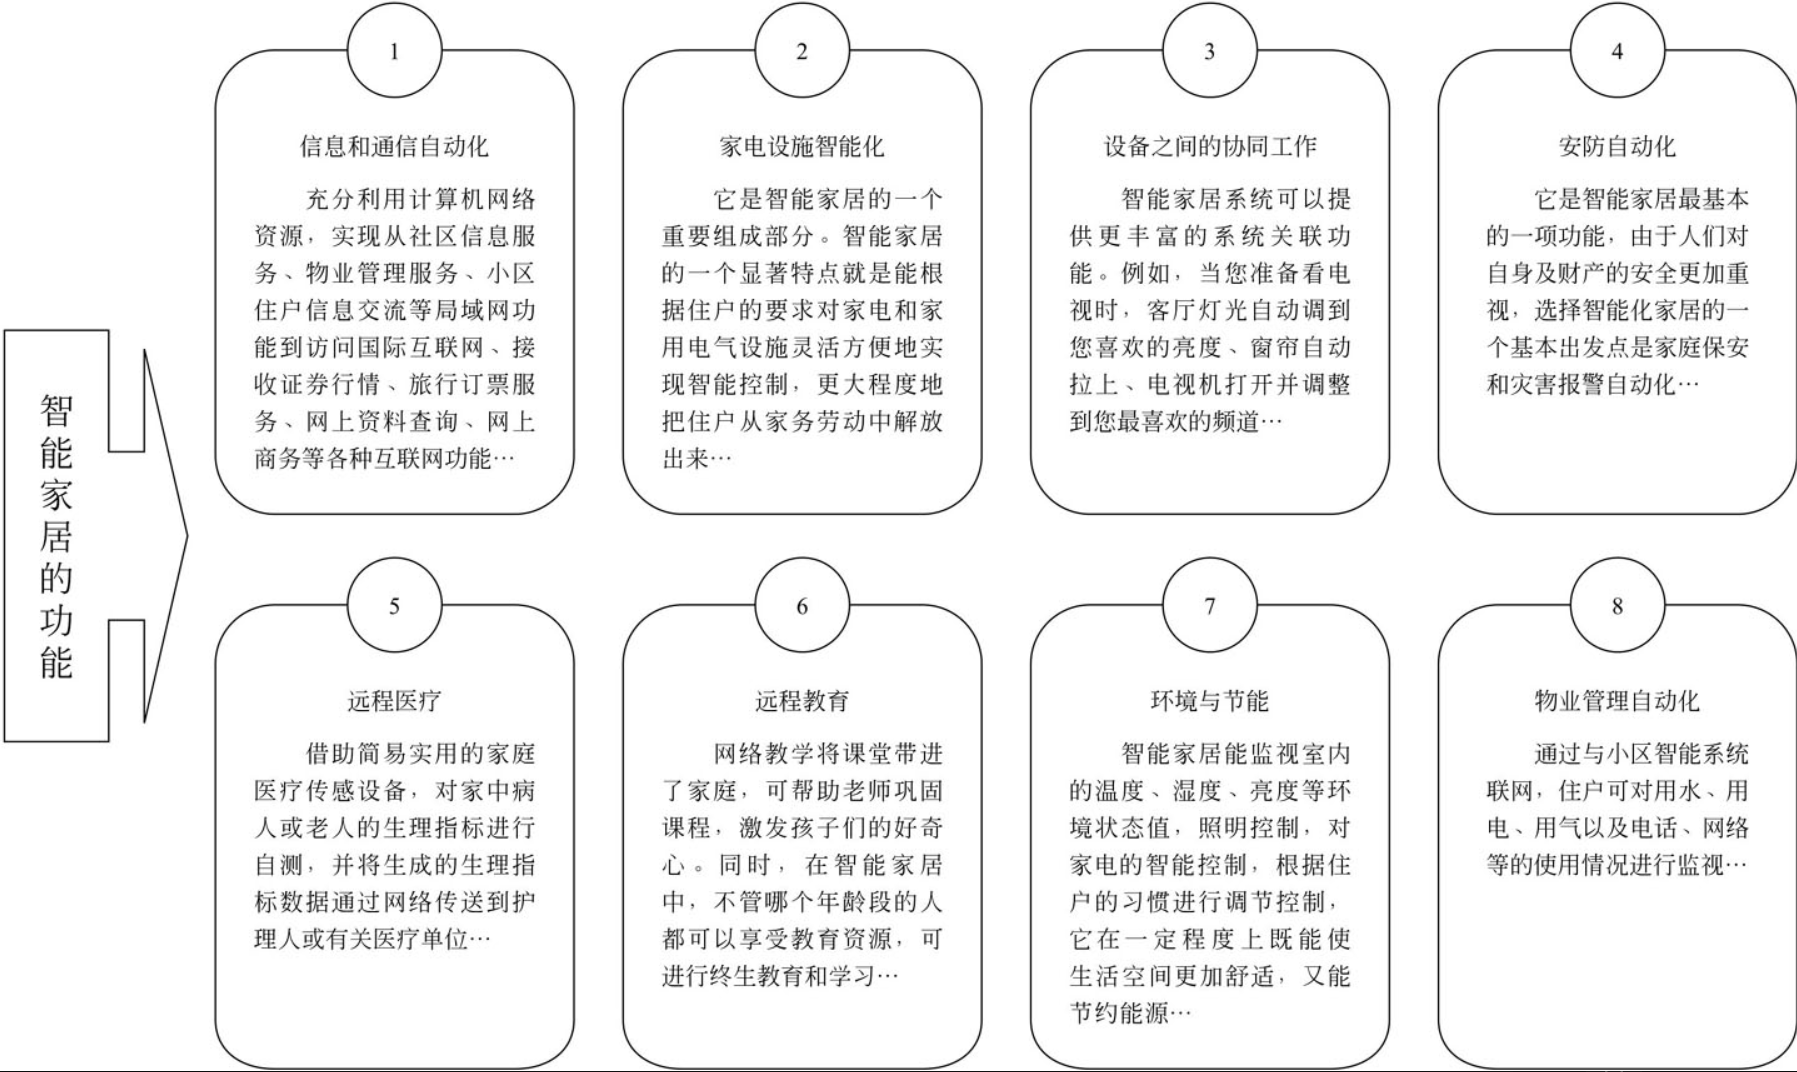 智能家居的功能
1
信息和通信自动化
充分利用计算机网络
资源，实现从社区信息服
务、物业管理服务、小区
住户信息交流等局域网功
能到访问国际互联网、接
收证券行情、旅行订票服
务、网上资料查询、网上
商务等各种互联网功能…
2
家电设施智能化
它是智能家居的一个
重要组成部分。智能家居
的一个显著特点就是能根
据住户的要求对家电和家
用电气设施灵活方便地实
现智能控制，更大程度地
把住户从家务劳动中解放
出来…
3
设备之间的协同工作
智能家居系统可以提
供更丰富的系统关联功
能。例如，当您准备看电
视时，客厅灯光自动调到
您喜欢的亮度、窗帘自动
拉上、电视机打开并调整
到您最喜欢的频道…
4
安防自动化
它是智能家居最基本
的一项功能，由于人们对
自身及财产的安全更加重
视，选择智能化家居的一
个基本出发点是家庭保安
和灾害报警自动化…
5
远程医疗
借助简易实用的家庭
医疗传感设备，对家中病
人或老人的生理指标进行
自测，并将生成的生理指
标数据通过网络传送到护
理人或有关医疗单位…
6
远程教育
网络教学将课堂带进
了家庭，可帮助老师巩固
课程，激发孩子们的好奇
心。同时，在智能家居
中，不管哪个年龄段的人
都可以享受教育资源，可
进行终生教育和学习…
7
环境与节能
智能家居能监视室内
的温度、湿度、亮度等环
境状态值，照明控制，对
家电的智能控制，根据住
户的习惯进行调节控制，
它在一定程度上既能使
生活空间更加舒适，又能
节约能源…
8
物业管理自动化
通过与小区智能系统
联网，住户可对用水、用
电、用气以及电话、网络
等的使用情况进行监视…